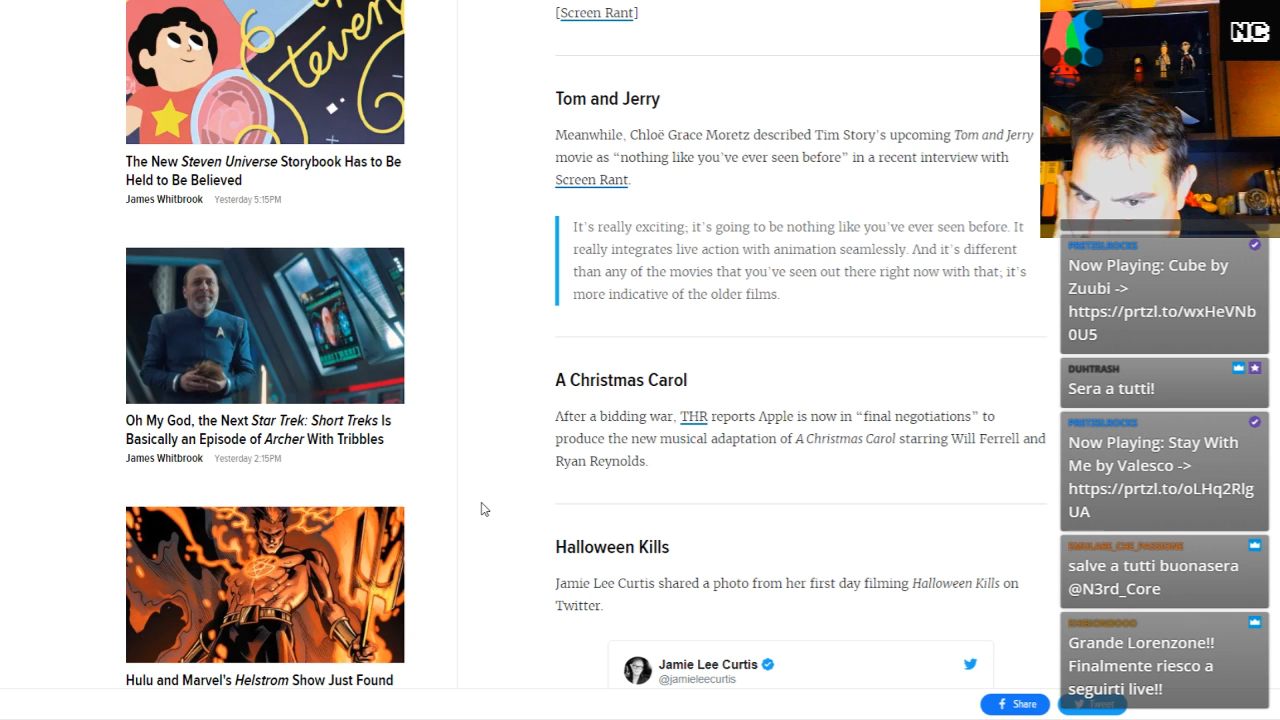 Steven
The New Steven Universe Storybook Has to Be
Held to Be Believed
James Whitbrook Yesterday 5:15PM
Oh My God, the Next Star Trek: Short Treks Is
Basically an Episode of Archer With Tribbles
James Whitbrook Yesterday 2:15PM
Hulu and Marvel's Helstrom Show Just Found
[Screen Rant]
Tom and Jerry
Meanwhile, Chloë Grace Moretz described Tim Story's upcoming Tom and Jerry
movie as “nothing like you've ever seen before” in a recent interview with
Screen Rant.
It's really exciting; it's going to be nothing like you've ever seen before. It
really integrates live action with animation seamlessly. And it's different
than any of the movies that you've seen out there right now with that; it's
more indicative of the older films.
A Christmas Carol
After a bidding war, THR reports Apple is now in “final negotiations” to
produce the new musical adaptation of A Christmas Carol starring Will Ferrell and
Ryan Reynolds.
Halloween Kills
Jamie Lee Curtis shared a photo from her first day filming Halloween Kills on
Twitter.
Jamie Lee Curtis
@jamieleecurtis
Share
Tweet
NC
PRETZELROCKS
Now Playing: Cube by
Zuubi ->
https://prtzl.to/wxHeVNb
0U5
DUHTRASH
Sera a tutti!
PRETZELROCKS
Now Playing: Stay With
Me by Valesco ->
https://prtzl.to/oLHq2Rlg
UA
EMULARE_CHE_PASSIONE
salve a tutti buonasera
@N3rd_Core
Grande Lorenzone!!
Finalmente riesco a
seguirti live!!